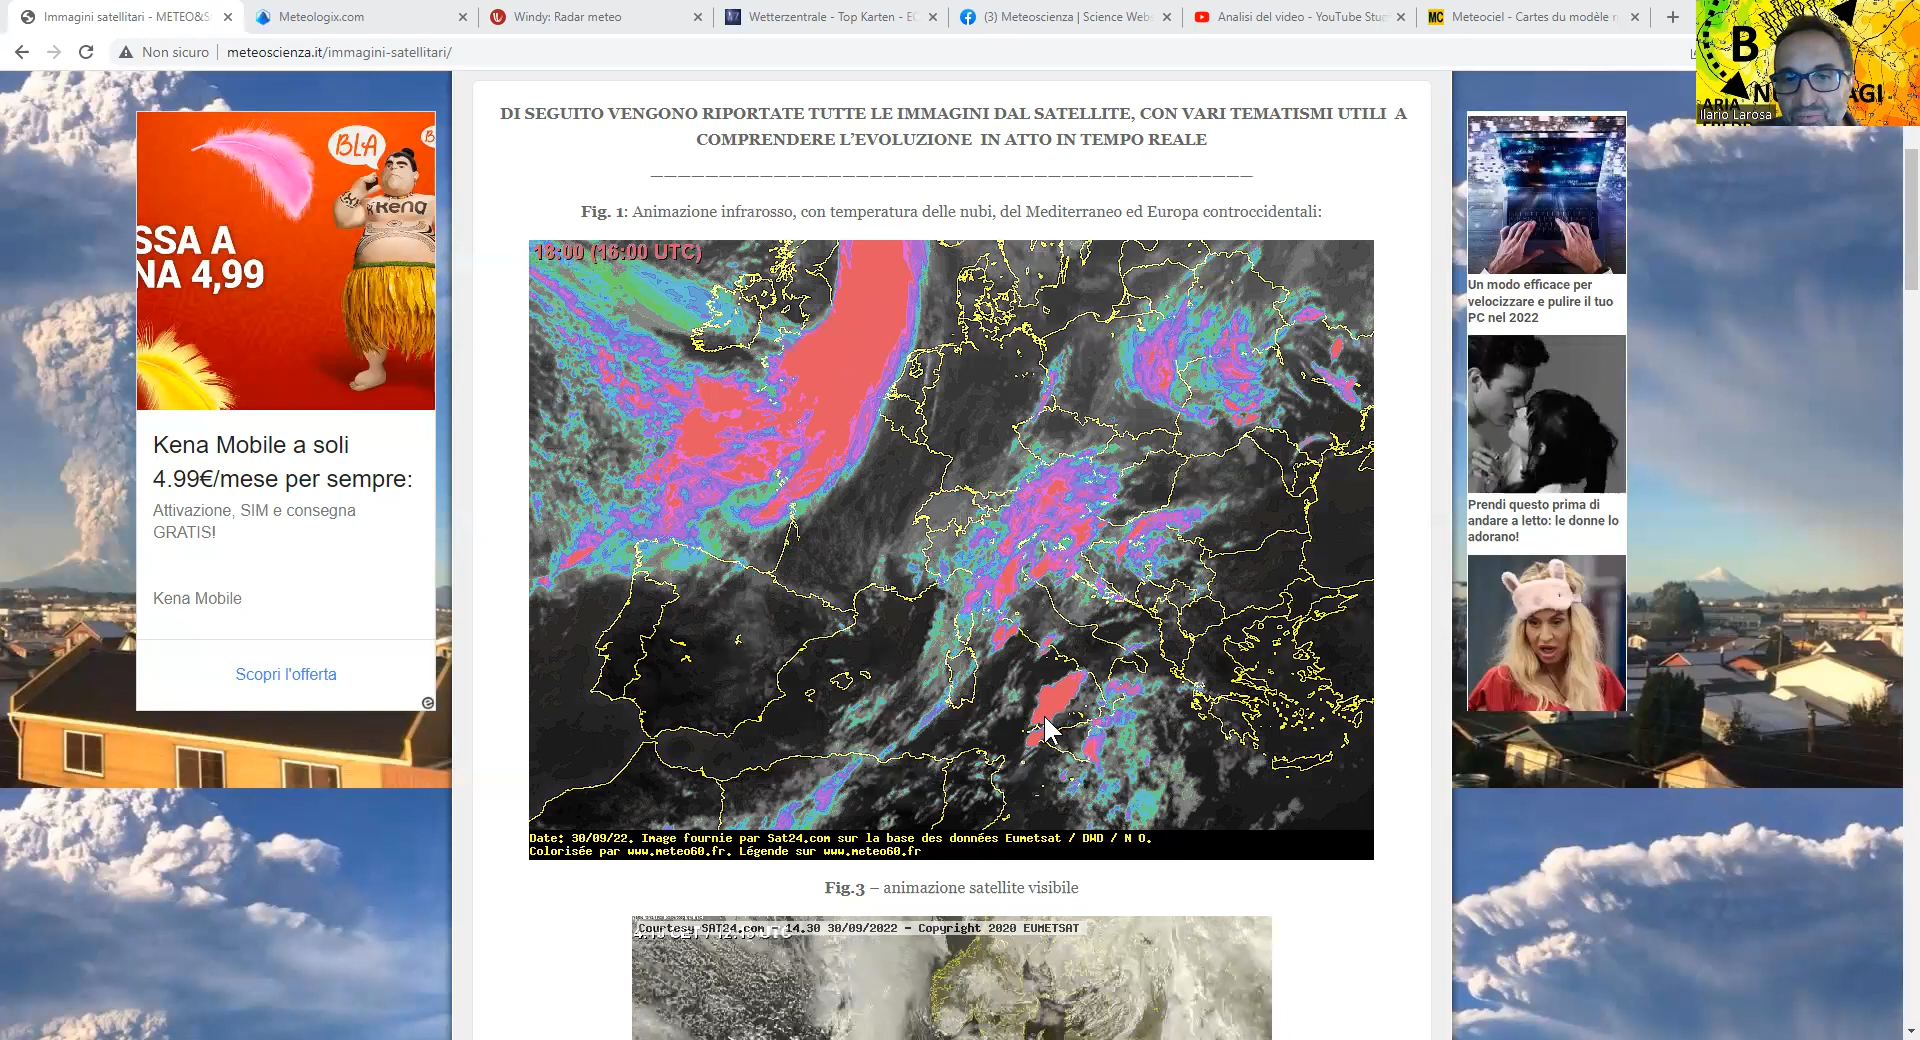 Immagini satellitari - METEO&S
Meteologix.com
Windy: Radar meteo
Wetterzentrale - Top Karten - EC
(3) Meteoscienza | Science Webs
Analisi del video - YouTube Stud
Meteociel - Cartes du modèle n
Non sicuro
meteoscienza.it/immagini-satellitari/
B
ARIA
Ilario Larosa
BLA
B
Kena
SSA A
NA 4,99
Kena Mobile a soli
4.99€/mese per sempre:
Attivazione, SIM e consegna
GRATIS!
Kena Mobile
Scopri l'offerta
DI SEGUITO VENGONO RIPORTATE TUTTE LE IMMAGINI DAL SATELLITE, CON VARI TEMATISMI UTILI A
COMPRENDERE L'EVOLUZIONE IN ATTO IN TEMPO REALE
Fig. 1: Animazione infrarosso, con temperatura delle nubi, del Mediterraneo ed Europa controccidentali:
18:00 (16:00 UTC)
Date: 30/09/22. Image fournie par Sat24.com sur la base des données Eumetsat / DWD / N O.
Colorisée par www.meteo60.fr. Légende sur www.meteo60.fr
Fig.3 – animazione satellite visibile
Courtesy SAT24.com - 14.30 30/09/2022 - Copyright 2020 EUMETSAT
Un modo efficace per
velocizzare e pulire il tuo
PC nel 2022
Prendi questo prima di
andare a letto: le donne lo
adorano!